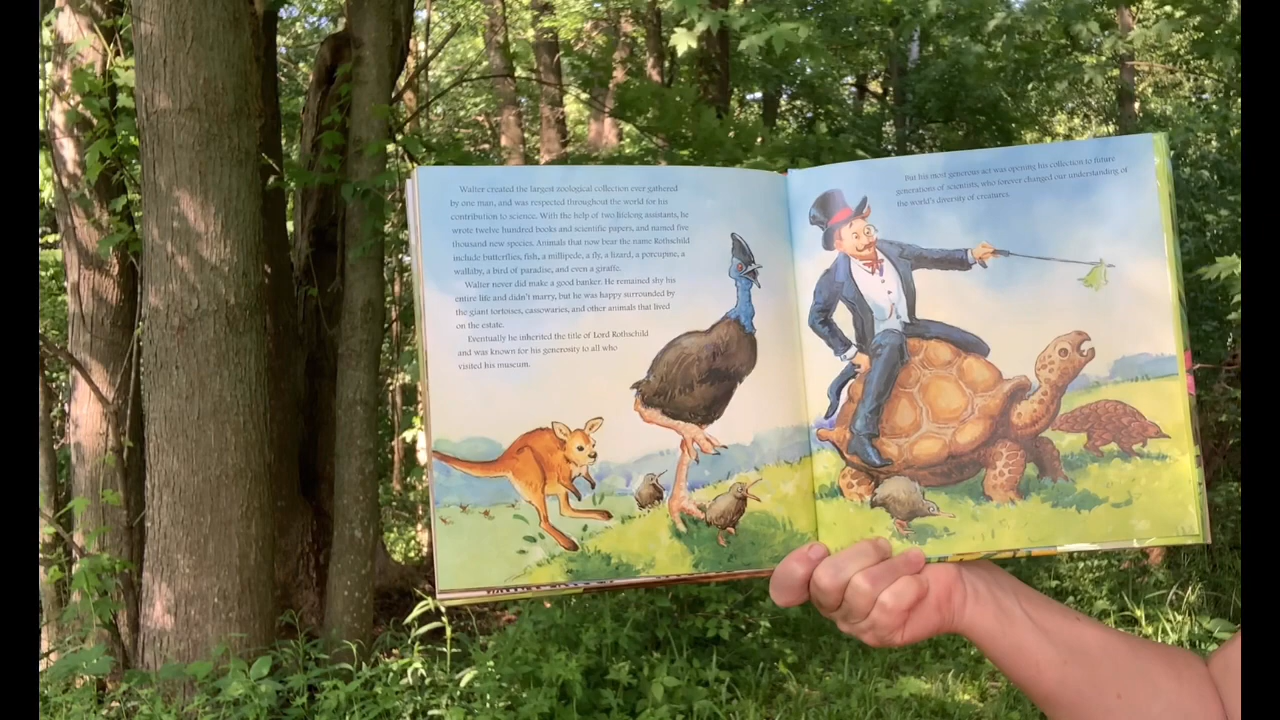 Walter created the largest zoological collection ever gathered
by one man, and was respected throughout the world for his
contribution to science. With the help of two lifelong assistants, he
wrote twelve hundred books and scientific papers, and named five
thousand new species. Animals that now bear the name Rothschild
include butterflies, fish, a millipede, a fly, a lizard, a porcupine, a
wallaby, a bird of paradise, and even a giraffe.
Walter never did make a good banker. He remained shy his
entire life and didn't marry, but he was happy surrounded by
the giant tortoises, cassowaries, and other animals that lived
on the estate.
Eventually he inherited the title of Lord Rothschild
and was known for his generosity to all who
visited his museum.
But his most generous act was opening his collection to future
generations of scientists, who forever changed our understanding of
the world's diversity of creatures.